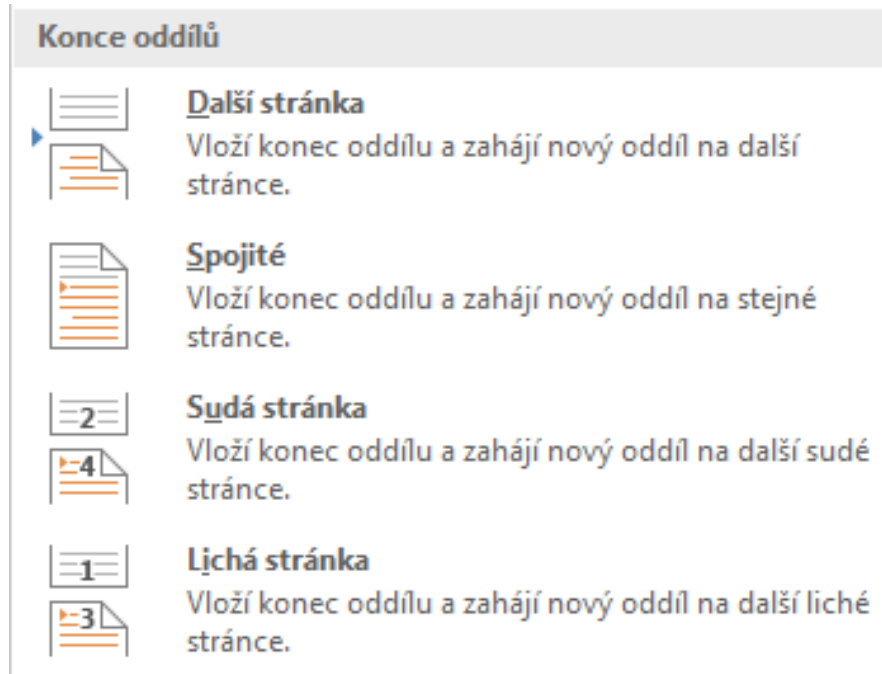 Konce oddílů
Další stránka
Vloží konec oddílu a zahájí nový oddíl na další
stránce.
Spojité
Vloží konec oddílu a zahájí nový oddíl na stejné
stránce.
2
Sudá stránka
4
Vloží konec oddílu a zahájí nový oddíl na další sudé
stránce.
1
Lichá stránka
3
Vloží konec oddílu a zahájí nový oddíl na další liché
stránce.